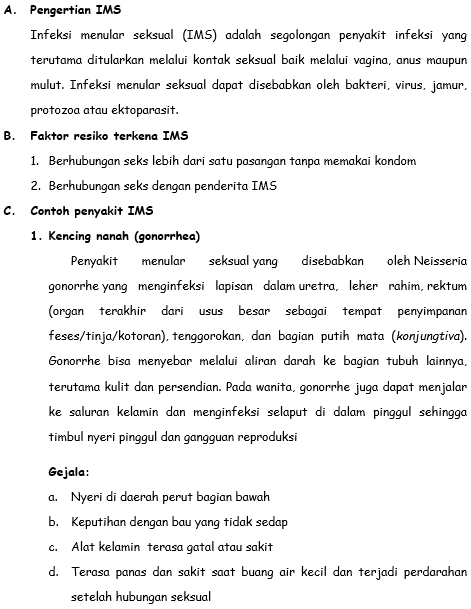 A. Pengertian IMS
Infeksi menular seksual (IMS) adalah segolongan penyakit infeksi yang
terutama ditularkan melalui kontak seksual baik melalui vagina, anus maupun
mulut. Infeksi menular seksual dapat disebabkan oleh bakteri, virus, jamur,
protozoa atau ektoparasit.
B. Faktor resiko terkena IMS
1. Berhubungan seks lebih dari satu pasangan tanpa memakai kondom
2. Berhubungan seks dengan penderita IMS
C. Contoh penyakit IMS
1. Kencing nanah (gonorrhea)
Penyakit menular seksual yang disebabkan oleh Neisseria
gonorrhe yang menginfeksi lapisan dalam uretra, leher rahim, rektum
(organ terakhir dari usus besar sebagai tempat penyimpanan
feses/tinja/kotoran), tenggorokan, dan bagian putih mata (konjungtiva).
Gonorrhe bisa menyebar melalui aliran darah ke bagian tubuh lainnya,
terutama kulit dan persendian. Pada wanita, gonorrhe juga dapat menjalar
ke saluran kelamin dan menginfeksi selaput di dalam pinggul sehingga
timbul nyeri pinggul dan gangguan reproduksi
Gejala:
a. Nyeri di daerah perut bagian bawah
b. Keputihan dengan bau yang tidak sedap
c. Alat kelamin terasa gatal atau sakit
d. Terasa panas dan sakit saat buang air kecil dan terjadi perdarahan
setelah hubungan seksual